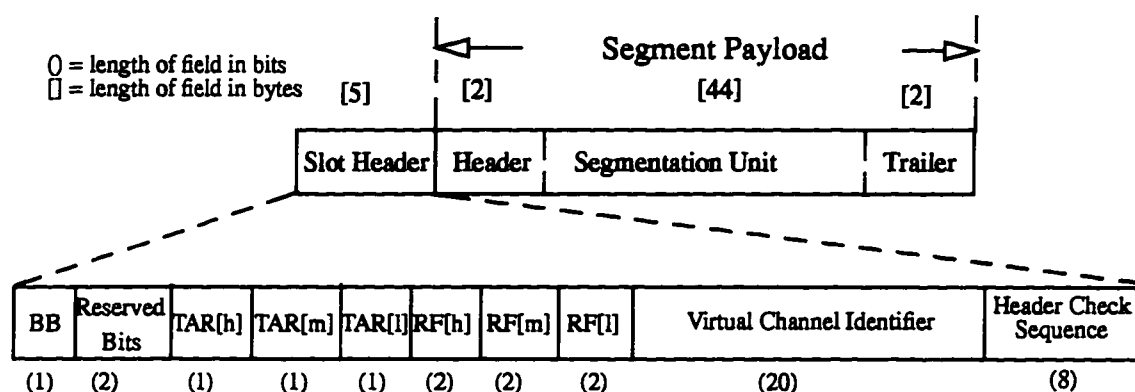 Segment Payload
() = length of field in bits
[] = length of field in bytes
[5] [2] [44] [2]
Slot Header Header Segmentation Unit Trailer
BB Reserved Bits TAR[h] TAR[m] TAR[l] RF[h] RF[m] RF[l] Virtual Channel Identifier Header Check Sequence
(1) (2) (1) (1) (1) (2) (2) (2) (20) (8)